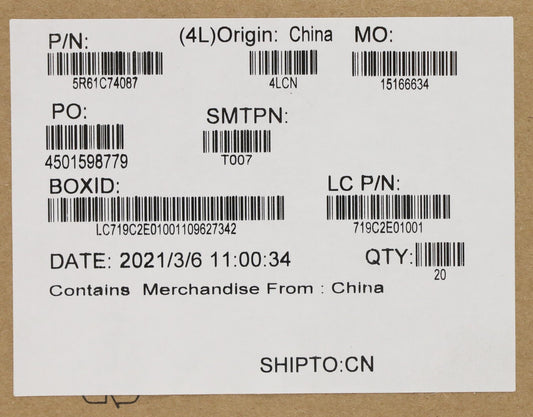 P/N: (4L)Origin: China MO:
5R61C74087 4LCN 15166634
PO: SMTPN:
4501598779 T007
BOXID: LC P/N:
LC719C2E01001109627342 719C2E01001
DATE: 2021/3/6 11:00:34 QTY:
20
Contains Merchandise From : China
SHIPTO:CN